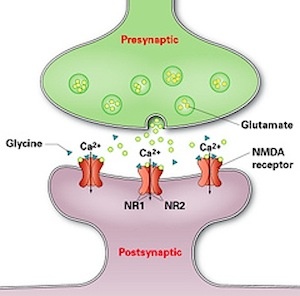 Presynaptic
Glutamate
Glycine
Ca2+
Ca2+
Ca2+
NMDA
receptor
NR1
NR2
Postsynaptic